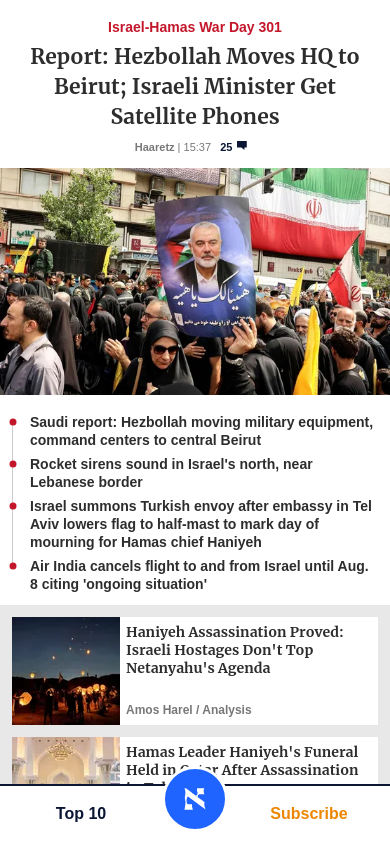 Israel-Hamas War Day 301
Report: Hezbollah Moves HQ to
Beirut; Israeli Minister Get
Satellite Phones
Haaretz | 15:37 25
Saudi report: Hezbollah moving military equipment,
command centers to central Beirut
Rocket sirens sound in Israel's north, near
Lebanese border
Israel summons Turkish envoy after embassy in Tel
Aviv lowers flag to half-mast to mark day of
mourning for Hamas chief Haniyeh
Air India cancels flight to and from Israel until Aug.
8 citing 'ongoing situation'
Haniyeh Assassination Proved:
Israeli Hostages Don't Top
Netanyahu's Agenda
Amos Harel / Analysis
Hamas Leader Haniyeh's Funeral
Held in Qatar After Assassination
Top 10
Subscribe